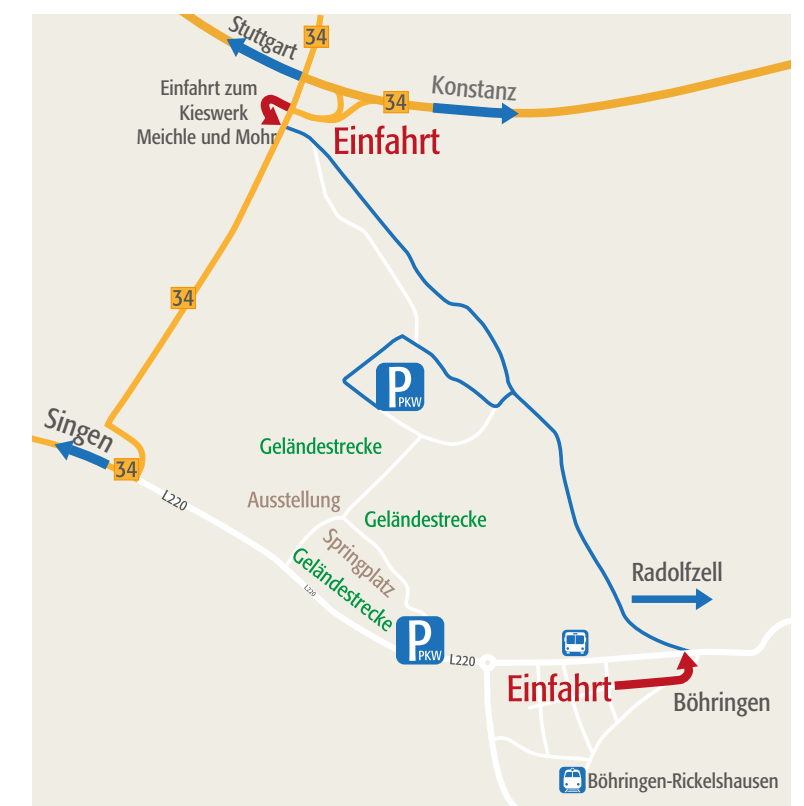 Stuttgart
34
Einfahrt zum
Kieswerk
Meichle und Mohr
34
Konstanz
Einfahrt
34
P
PKW
Singen
34
Geländestrecke
L220
Ausstellung
Geländestrecke
Springplatz
Geländestrecke
L220
P
PKW
L220
Radolfzell
Einfahrt
Böhringen
Böhringen-Rickelshausen